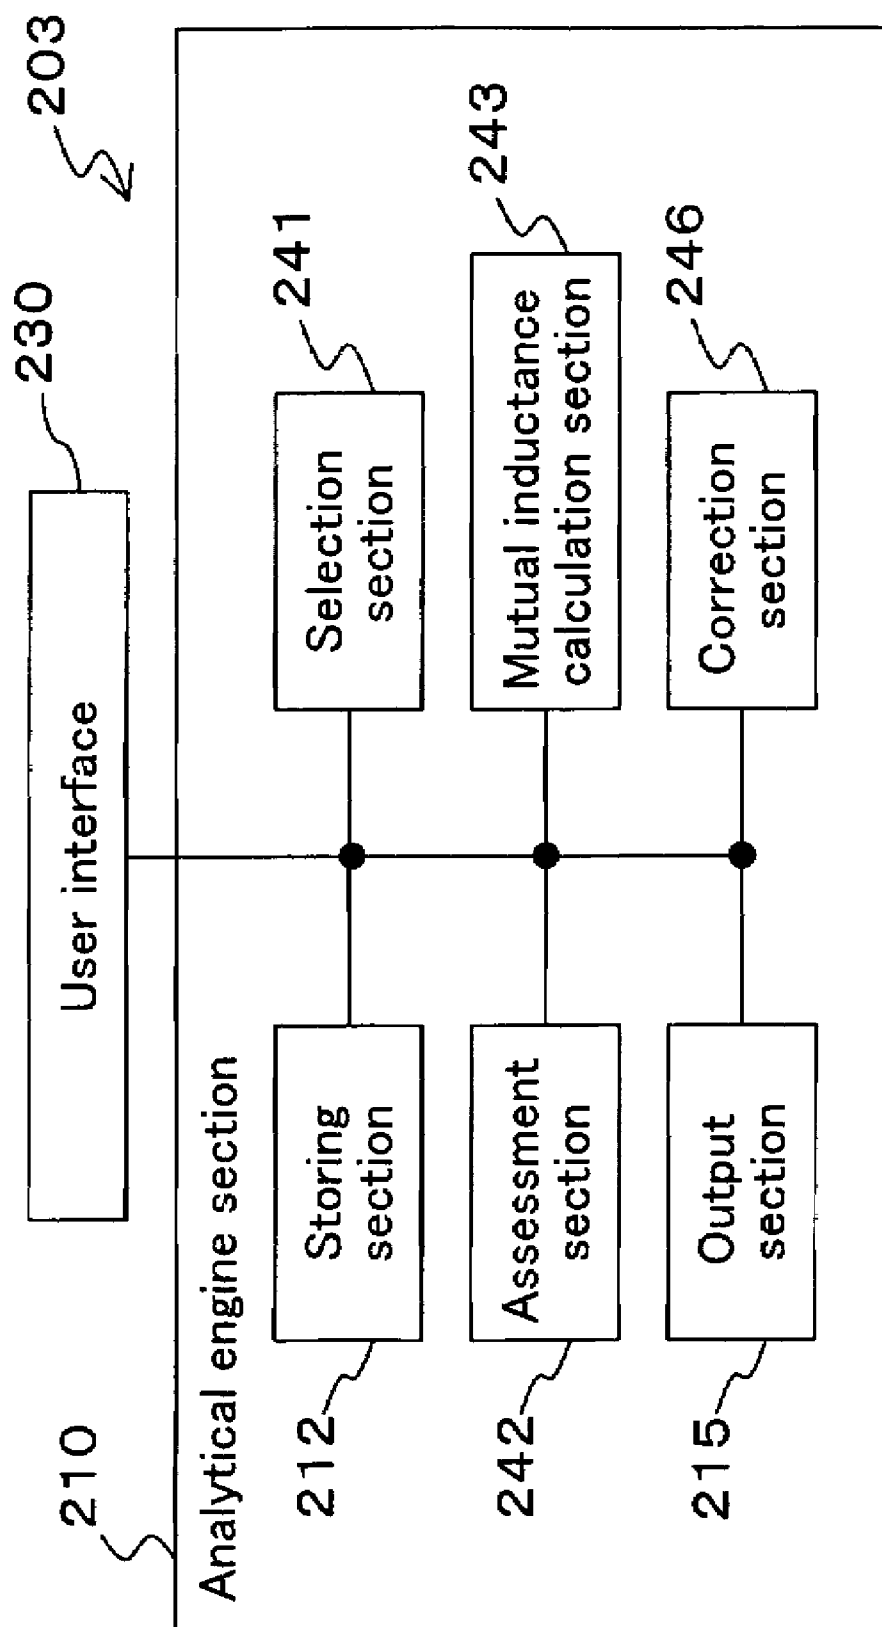 203
230
User interface
210
Analytical engine section
212
Storing
section
241
Selection
section
242
Assessment
section
243
Mutual inductance
calculation section
215
Output
section
246
Correction
section